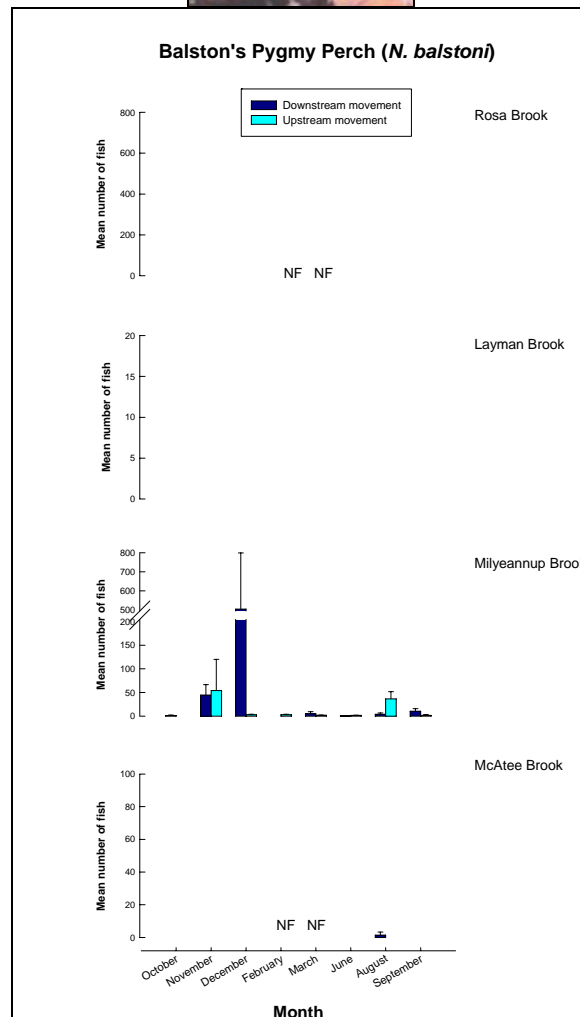 Balston's Pygmy Perch (N. balstoni)
Downstream movement
Upstream movement
Rosa Brook
Mean number of fish
800
600
400
200
0
NF NF
Layman Brook
Mean number of fish
20
15
10
5
0
Milyeannup Broo
Mean number of fish
800
700
600
500
200
150
100
50
0
McAtee Brook
Mean number of fish
100
80
60
40
20
0
NF NF
October
November
December
February
March
June
August
September
Month